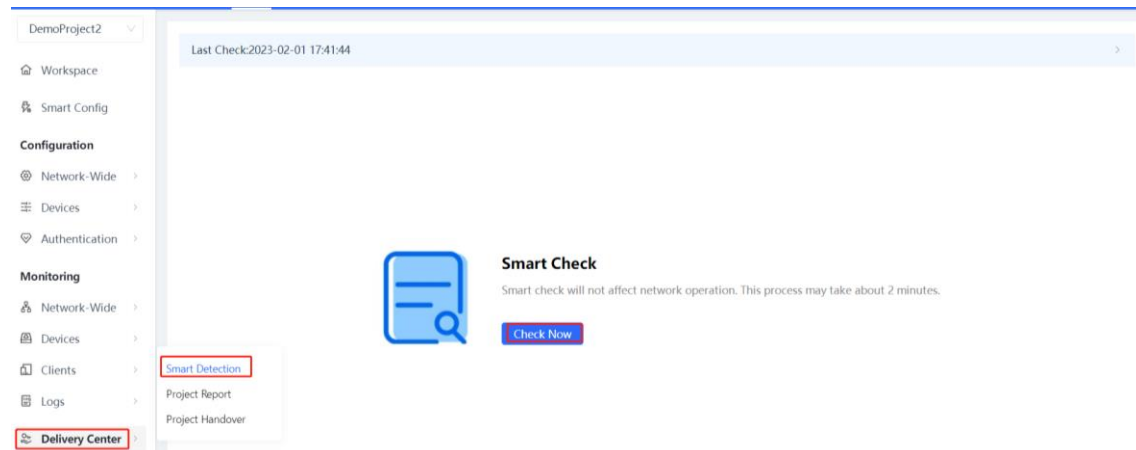 DemoProject2
Last Check:2023-02-01 17:41:44
Workspace
Smart Config
Configuration
Network-Wide
Devices
Authentication
Monitoring
Network-Wide
Devices
Clients
Logs
Delivery Center
Smart Detection
Project Report
Project Handover
Smart Check
Smart check will not affect network operation. This process may take about 2 minutes.
Check Now